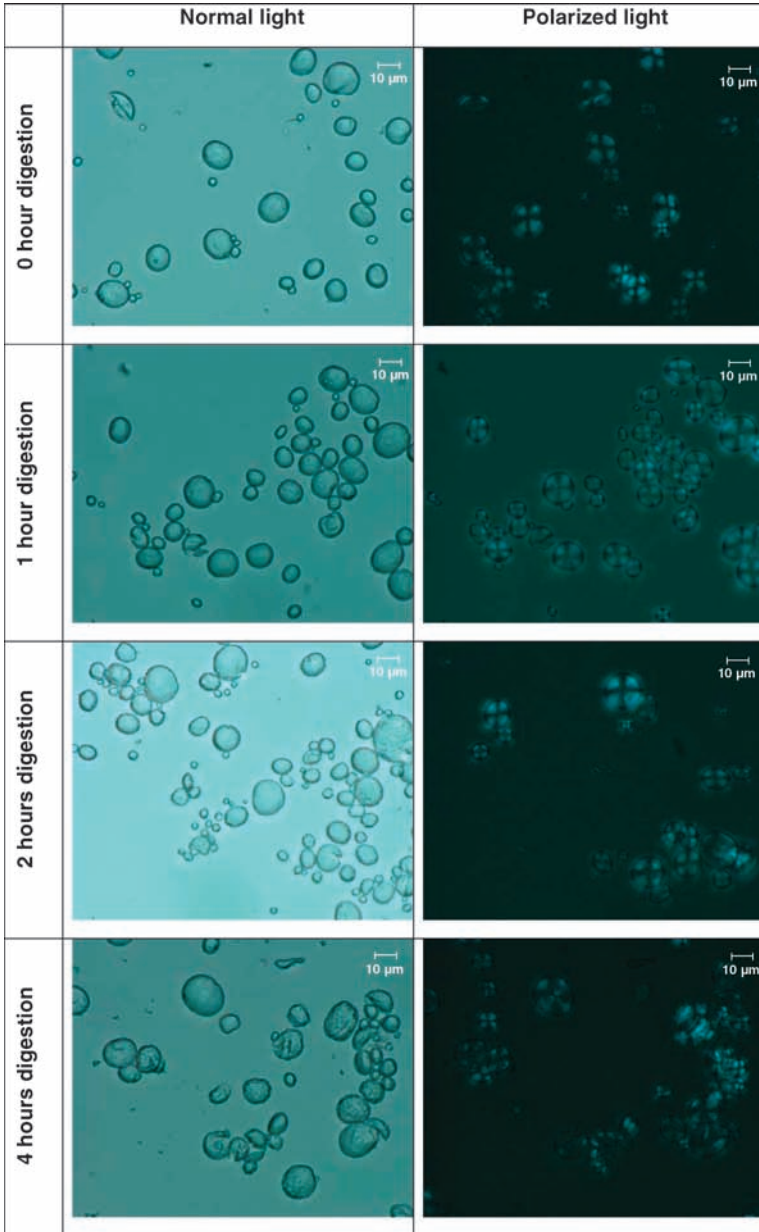 Normal light
Polarized light
0 hour digestion
10 µm
10 µm
1 hour digestion
10 µm
10 µm
2 hours digestion
10 µm
10 µm
4 hours digestion
10 µm
10 µm